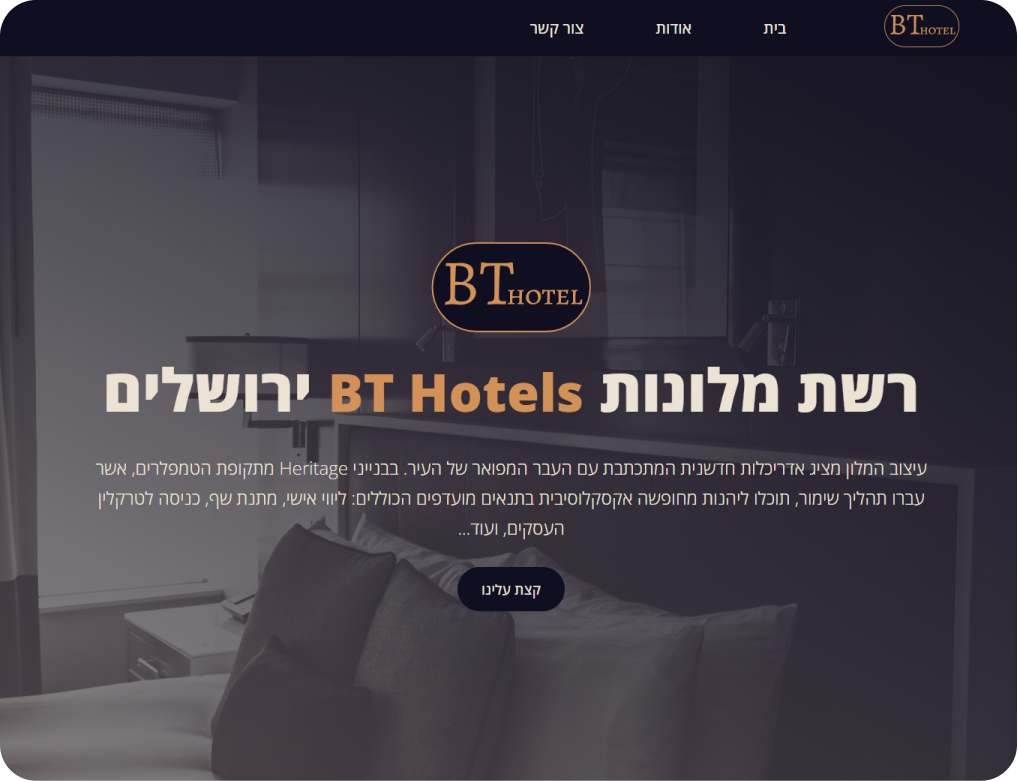 BT HOTEL
בית
אודות
צור קשר
BT HOTEL
רשת מלונות BT Hotels ירושלים
עיצוב המלון מציג אדריכלות חדשנית המתכתבת עם העבר המפואר של העיר. בבנייני Heritage מתקופת הטמפלרים, אשר
עברו תהליך שימור, תוכלו ליהנות מחופשה אקסקלוסיבית בתנאים מועדפים הכוללים: ליווי אישי, מתנת שף, כניסה לטרקלין
העסקים, ועוד...
קצת עלינו